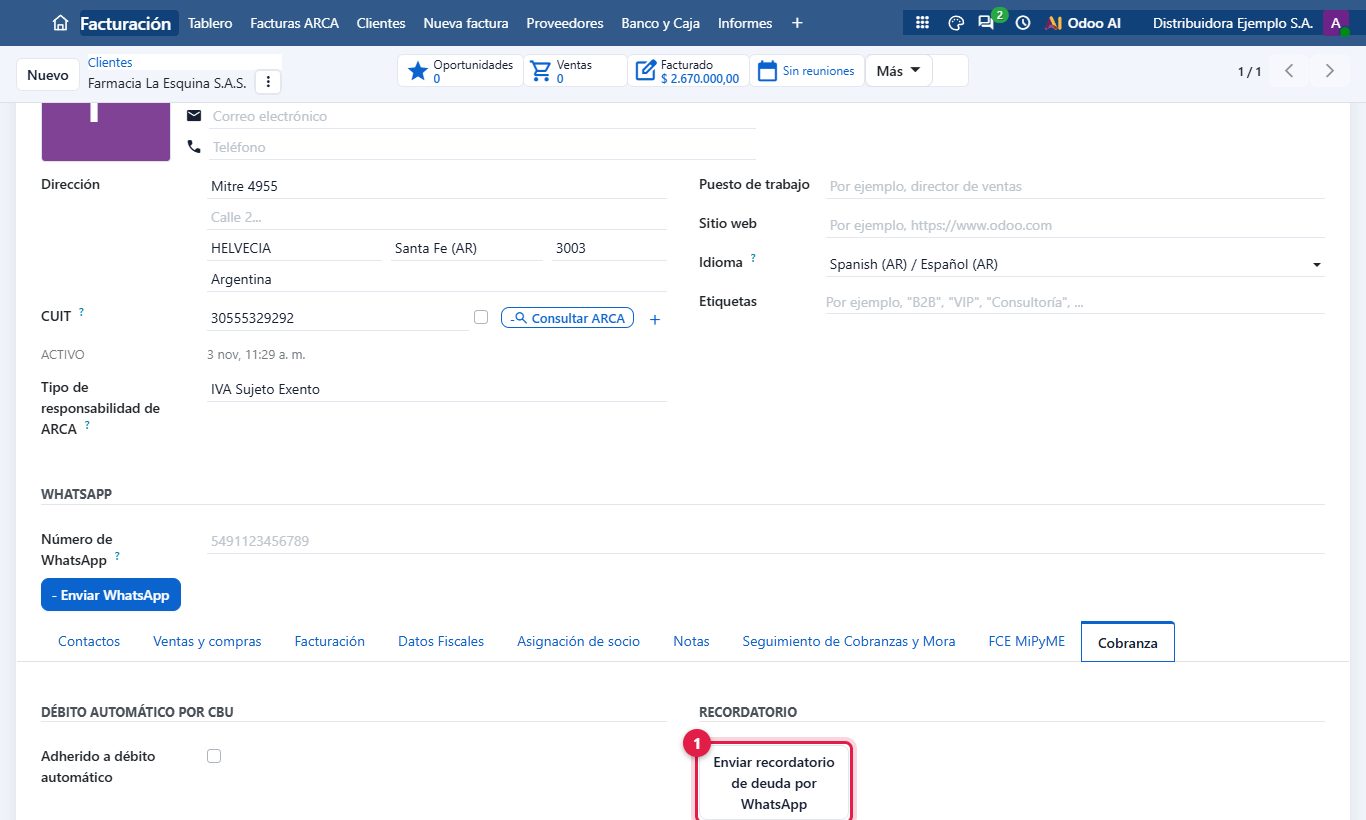 Facturación Tablero Facturas ARCA Clientes Nueva factura Proveedores Banco y Caja Informes + 2 Odoo AI Distribuidora Ejemplo S.A. A
Nuevo
Clientes
Farmacia La Esquina S.A.S.
Oportunidades
0
Ventas
0
Facturado
$ 2.670.000,00
Sin reuniones
Más
1 / 1
Correo electrónico
Teléfono
Dirección
Mitre 4955
Calle 2...
HELVECIA Santa Fe (AR) 3003
Argentina
CUIT ?
30555329292
- Consultar ARCA +
ACTIVO
3 nov, 11:29 a. m.
Tipo de
responsabilidad de
ARCA ?
IVA Sujeto Exento
Puesto de trabajo
Por ejemplo, director de ventas
Sitio web
Por ejemplo, https://www.odoo.com
Idioma ?
Spanish (AR) / Español (AR)
Etiquetas
Por ejemplo, "B2B", "VIP", "Consultoría", ...
WHATSAPP
Número de
WhatsApp ?
5491123456789
- Enviar WhatsApp
Contactos Ventas y compras Facturación Datos Fiscales Asignación de socio Notas Seguimiento de Cobranzas y Mora FCE MiPyME Cobranza
DÉBITO AUTOMÁTICO POR CBU
Adherido a débito
automático
RECORDATORIO
1
Enviar recordatorio
de deuda por
WhatsApp